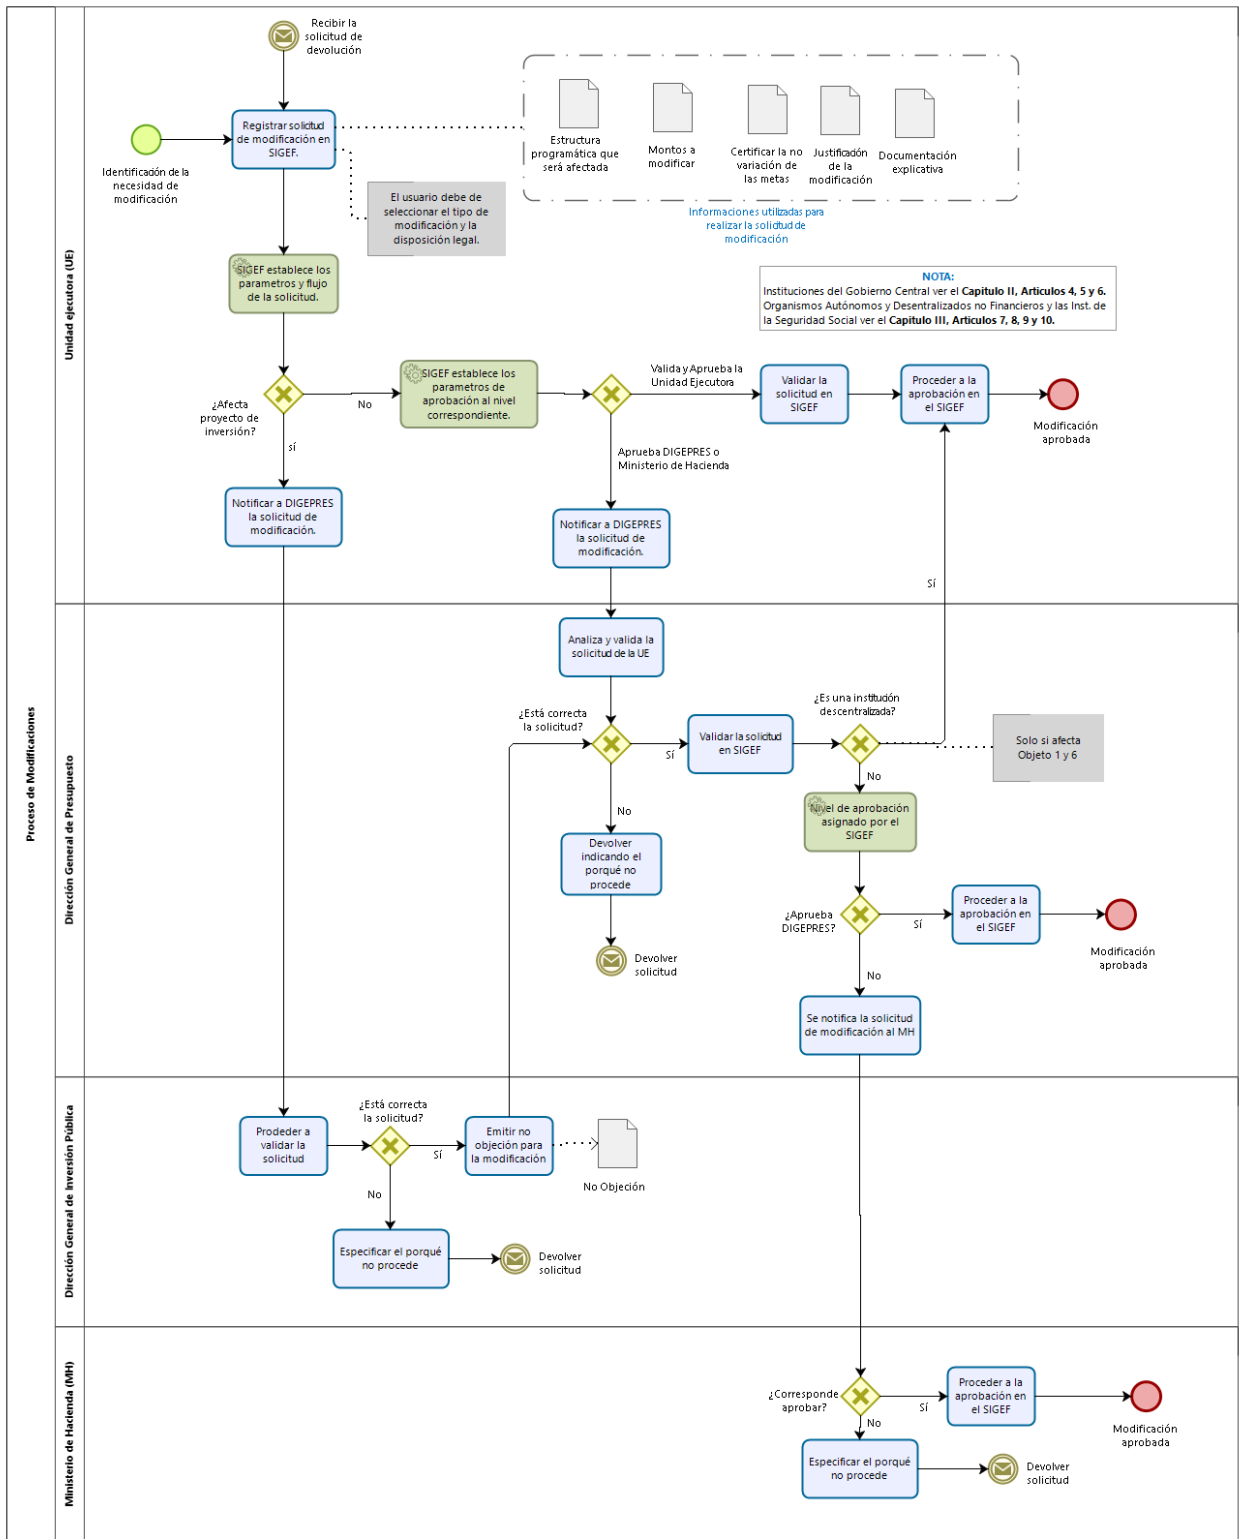 Proceso de Modificaciones
Unidad ejecutora (UE)
Recibir la
solicitud de
devolución
Registrar solicitud
de modificación en
SIGEF.
Identificación de la
necesidad de
modificación
Estructura
programática que
será afectada
Montos a
modificar
Certificar la no
variación de
las metas
Justificación
de la
modificación
Documentación
explicativa
Informaciones utilizadas para
realizar la solicitud de
modificación
El usuario debe de
seleccionar el tipo de
modificación y la
disposición legal.
SIGEF establece los
parametros y flujo
de la solicitud.
NOTA:
Instituciones del Gobierno Central ver el Capitulo II, Articulos 4, 5 y 6.
Organismos Autónomos y Desentralizados no Financieros y las Inst. de
la Seguridad Social ver el Capitulo III, Articulos 7, 8, 9 y 10.
¿Afecta
proyecto de
inversión?
No
sí
SIGEF establece los
parametros de
aprobación al nivel
correspondiente.
Valida y Aprueba la
Unidad Ejecutora
Validar la
solicitud en
SIGEF
Proceder a la
aprobación en
el SIGEF
Modificación
aprobada
Aprueba DIGEPRES o
Ministerio de Hacienda
Notificar a DIGEPRES
la solicitud de
modificación.
Notificar a DIGEPRES
la solicitud de
modificación.
Sí
Dirección General de Presupuesto
Analiza y valida la
solicitud de la UE
¿Está correcta
la solicitud?
Sí
Validar la solicitud
en SIGEF
¿Es una institución
descentralizada?
Solo si afecta
Objeto 1 y 6
No
No
Nivel de aprobación
asignado por el
SIGEF
Devolver
indicando el
porqué no
procede
Devolver
solicitud
¿Aprueba
DIGEPRES?
Sí
Proceder a la
aprobación en
el SIGEF
Modificación
aprobada
No
Se notifica la solicitud
de modificación al MH
Dirección General de Inversión Pública
Prodeder a
validar la
solicitud
¿Está correcta
la solicitud?
Sí
Emitir no
objeción para
la modificación
No Objeción
No
Especificar el porqué
no procede
Devolver
solicitud
Ministerio de Hacienda (MH)
¿Corresponde
aprobar?
Sí
Proceder a la
aprobación en
el SIGEF
Modificación
aprobada
No
Especificar el porqué
no procede
Devolver
solicitud